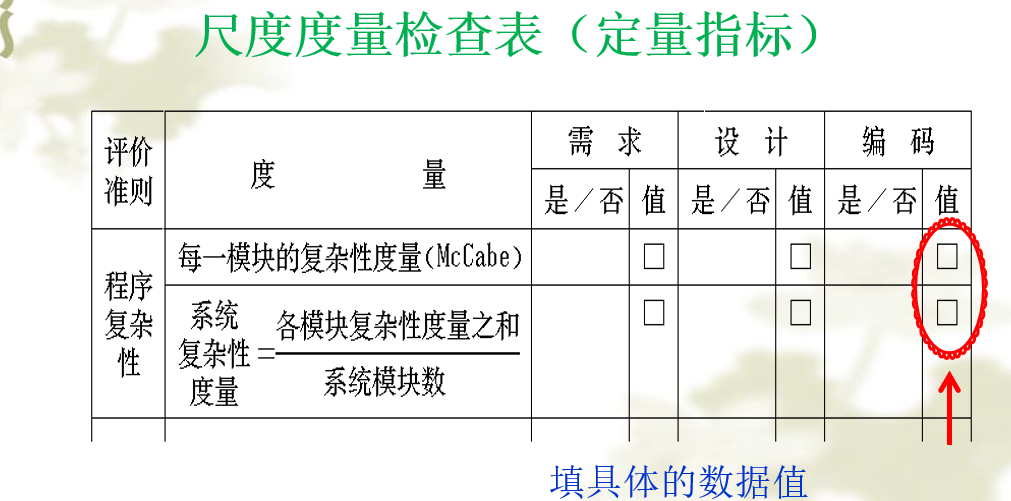 尺度度量检查表（定量指标）
评价准则 度量 需求 设计 编码
是／否 值 是／否 值 是／否 值
程序复杂性
每一模块的复杂性度量(McCabe) □ □ □
系统复杂性度量=各模块复杂性度量之和 □ □ □
系统模块数
填具体的数据值